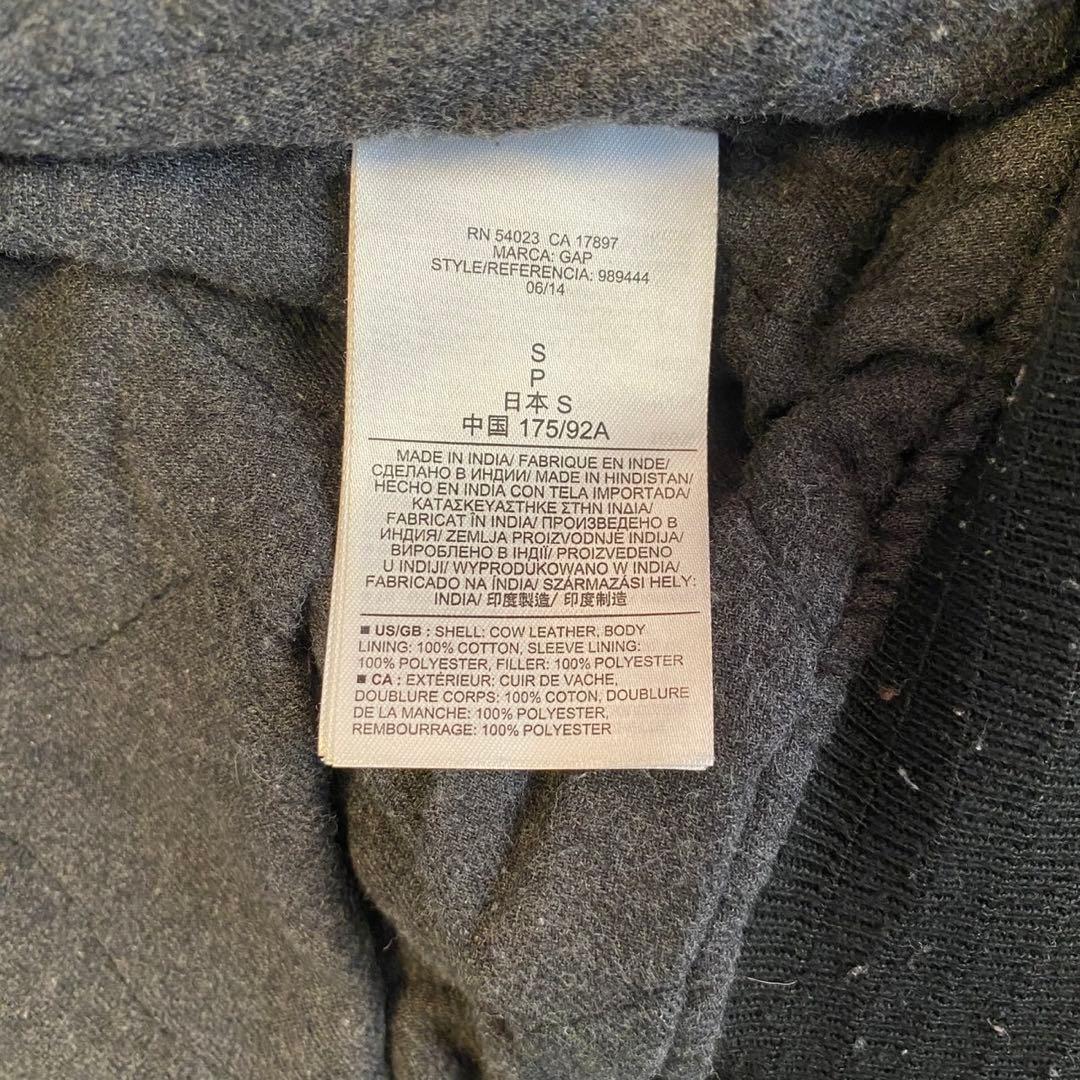 RN 54023 CA 17897
MARCA: GAP
STYLE/REFERENCIA: 989444
06/14
S
P
日本 S
中国 175/92A
MADE IN INDIA/ FABRIQUE EN INDE/
СДЕЛАНО В ИНДИИ/ MADE IN HINDISTAN/
HECHO EN INDIA CON TELA IMPORTADA/
ΚΑΤΑΣΚΕΥΑΣΤΗΚΕ ΣΤΗΝ ΙΝΔΙΑ/
FABRICAT ÎN INDIA/ ПРОИЗВЕДЕНО В
ИНДИЯ/ ZEMLJA PROIZVODNJE INDIJA/
ВИРОБЛЕНО В ІНДІЇ/ PROIZVEDENO
U INDIJI/ WYPRODUKOWANO W INDIA/
FABRICADO NA ÍNDIA/ SZÁRMAZÁSI HELY:
INDIA/ 印度製造/ 印度制造
■ US/GB : SHELL: COW LEATHER, BODY
LINING: 100% COTTON, SLEEVE LINING:
100% POLYESTER, FILLER: 100% POLYESTER
■ CA : EXTÉRIEUR: CUIR DE VACHE,
DOUBLURE CORPS: 100% COTON, DOUBLURE
DE LA MANCHE: 100% POLYESTER,
REMBOURRAGE: 100% POLYESTER